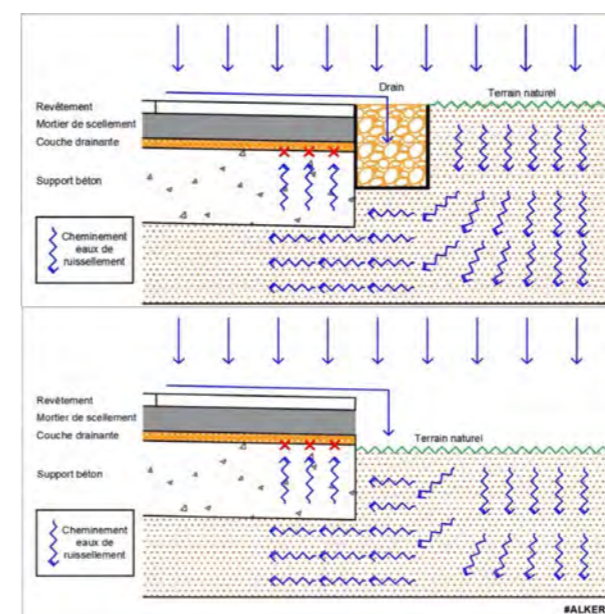 Drain
Terrain naturel
Revêtement
Mortier de scellement
Couche drainante
Support béton
Cheminement
eaux de
ruissellement
Revêtement
Mortier de scellement
Couche drainante
Terrain naturel
Support béton
Cheminement
eaux de
ruissellement
#ALKER